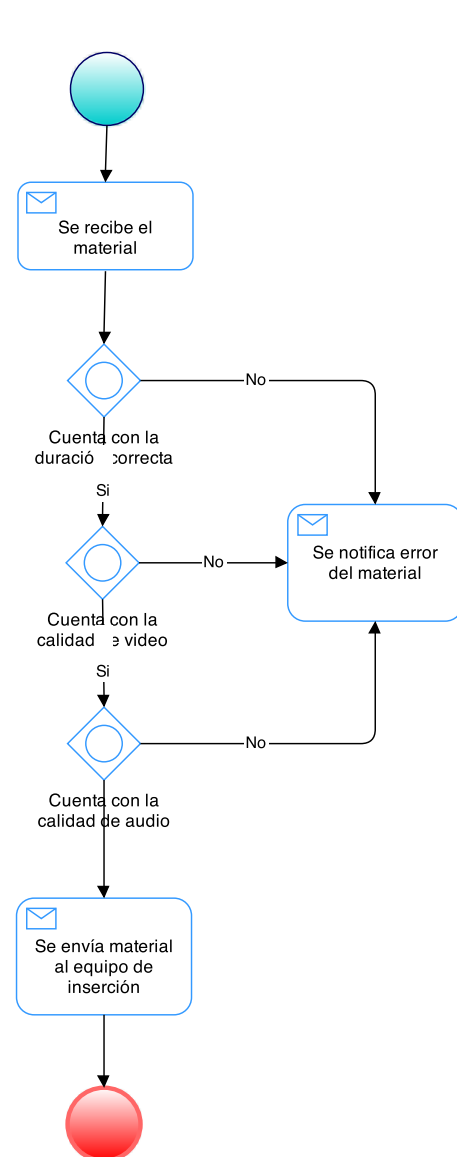 Se recibe el
material
No
Cuenta con la
duració correcta
Si
No
Se notifica error
del material
Cuenta con la
calidad e video
Si
No
Cuenta con la
calidad de audio
Se envía material
al equipo de
inserción